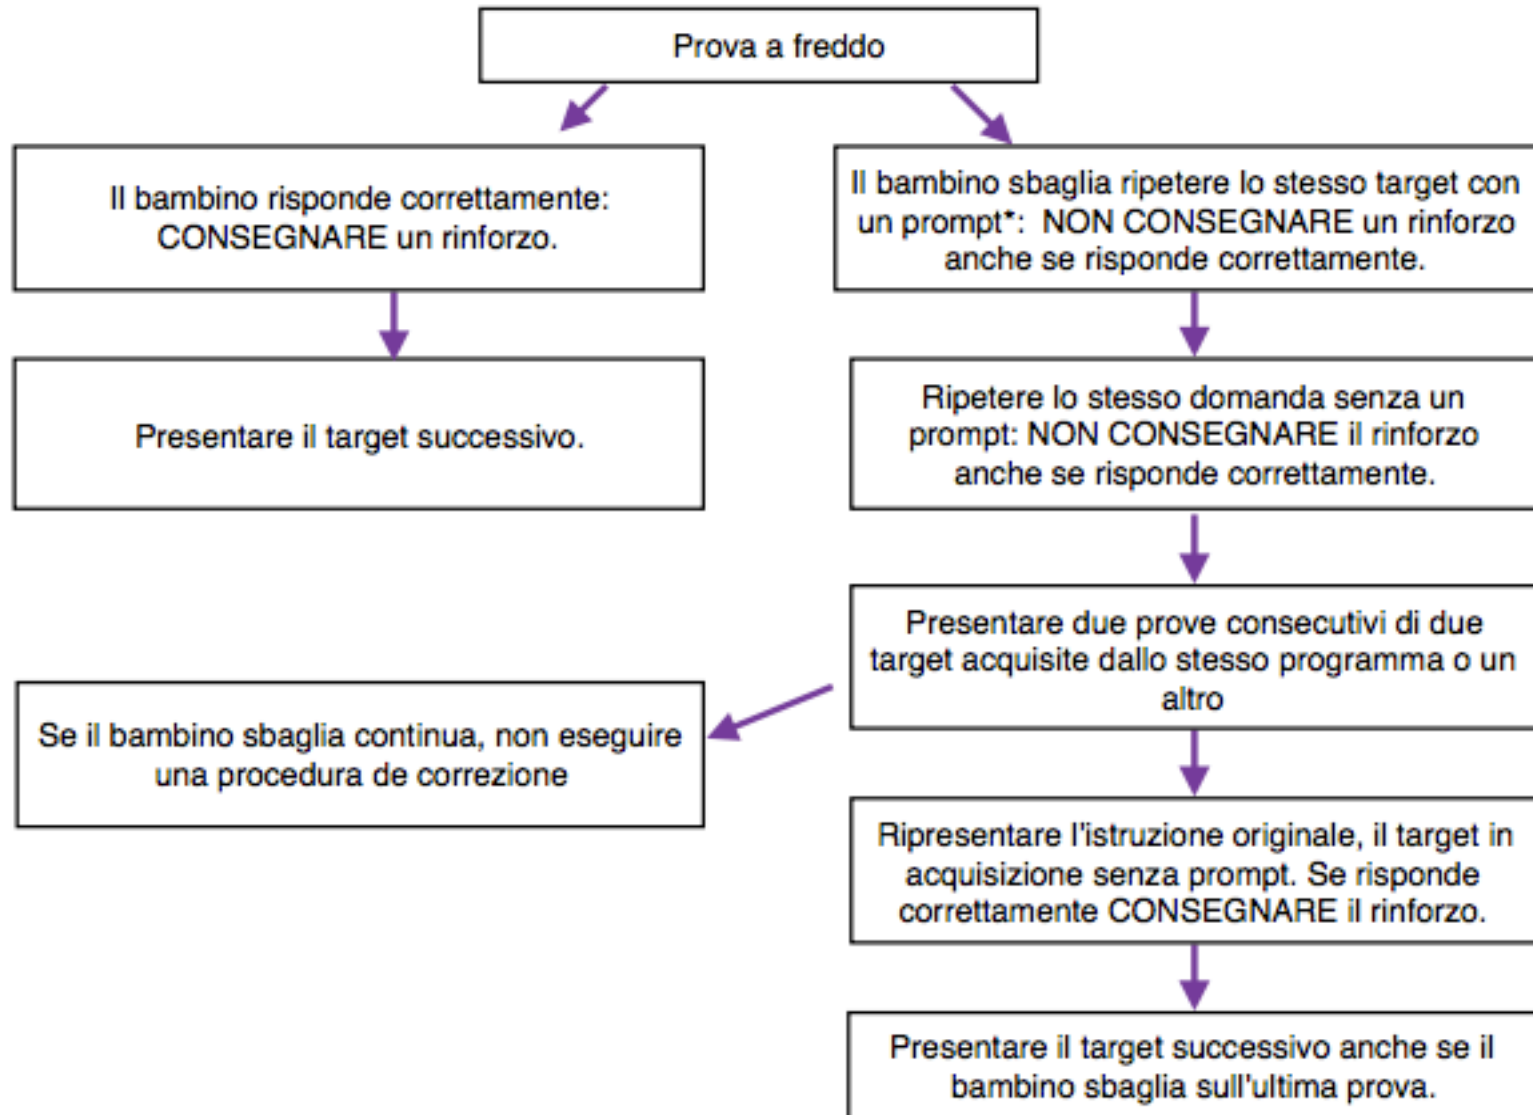 Prova a freddo
Il bambino risponde correttamente:
CONSEGNARE un rinforzo.
Il bambino sbaglia ripetere lo stesso target con
un prompt*:  NON CONSEGNARE un rinforzo
anche se risponde correttamente.
Presentare il target successivo.
Ripetere lo stesso domanda senza un
prompt: NON CONSEGNARE il rinforzo
anche se risponde correttamente.
Presentare due prove consecutivi di due
target acquisite dallo stesso programma o un
altro
Se il bambino sbaglia continua, non eseguire
una procedura de correzione
Ripresentare l'istruzione originale, il target in
acquisizione senza prompt. Se risponde
correttamente CONSEGNARE il rinforzo.
Presentare il target successivo anche se il
bambino sbaglia sull'ultima prova.